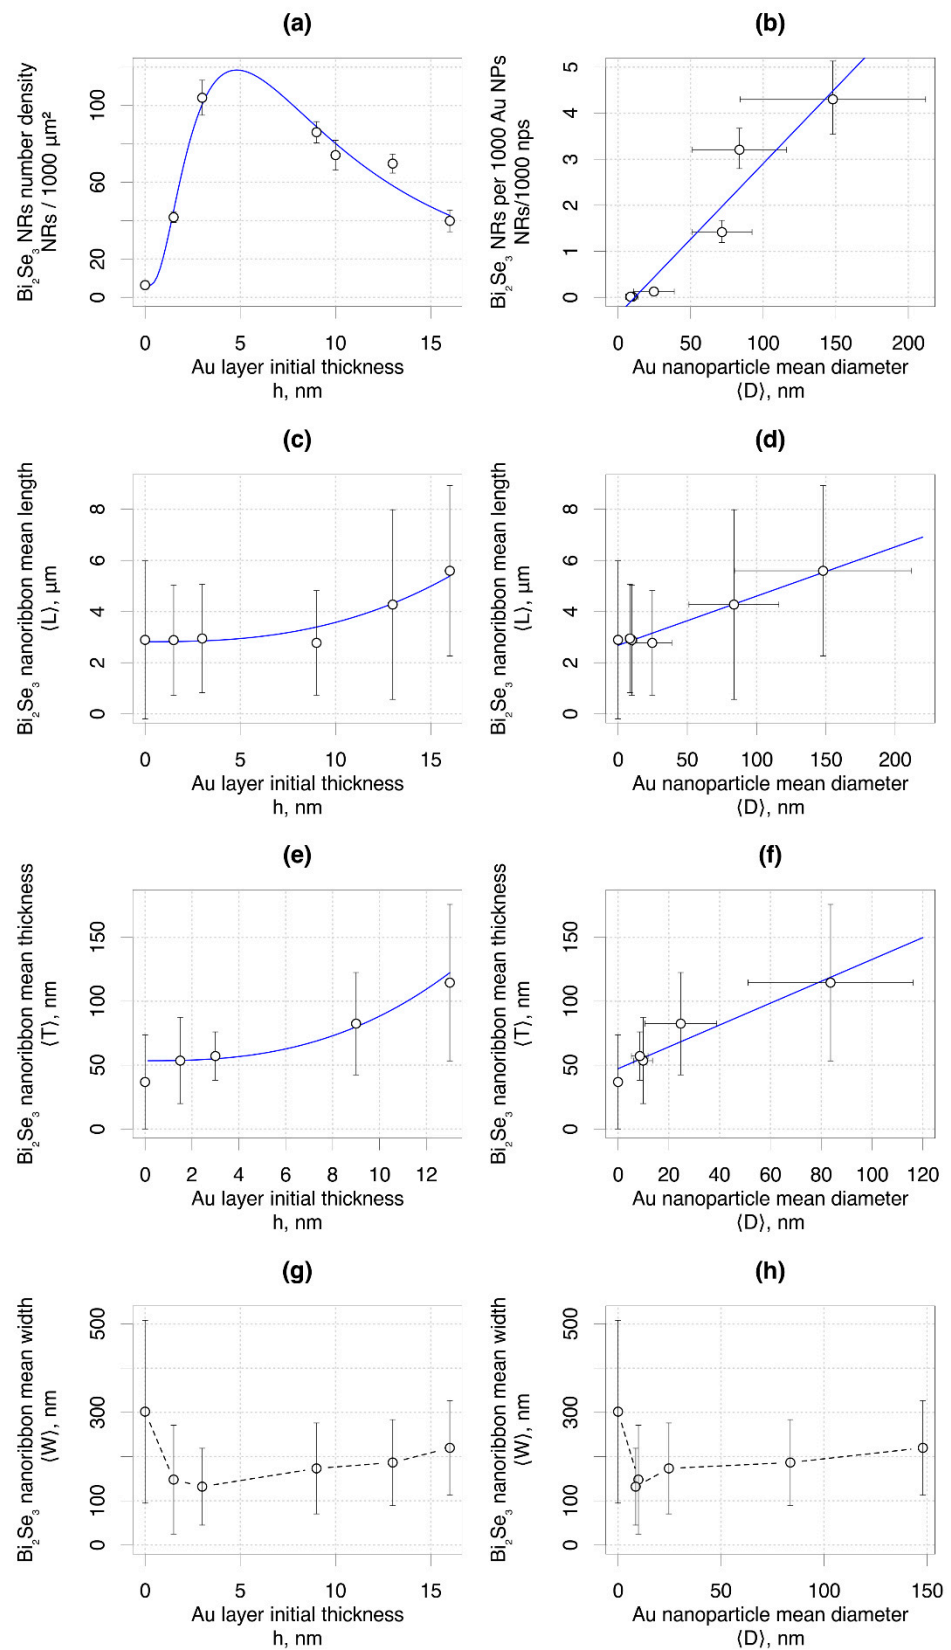 (a)
Bi₂Se₃ NRs number density
NRs / 1000 µm²
0 20 60 100
0 5 10 15
Au layer initial thickness
h, nm
(b)
Bi₂Se₃ NRs per 1000 Au NPs
NRs/1000 nps
0 1 2 3 4 5
0 50 100 150 200
Au nanoparticle mean diameter
⟨D⟩, nm
(c)
Bi₂Se₃ nanoribbon mean length
⟨L⟩, µm
0 2 4 6 8
0 5 10 15
Au layer initial thickness
h, nm
(d)
Bi₂Se₃ nanoribbon mean length
⟨L⟩, µm
0 2 4 6 8
0 50 100 150 200
Au nanoparticle mean diameter
⟨D⟩, nm
(e)
Bi₂Se₃ nanoribbon mean thickness
⟨T⟩, nm
0 50 100 150
0 2 4 6 8 10 12
Au layer initial thickness
h, nm
(f)
Bi₂Se₃ nanoribbon mean thickness
⟨T⟩, nm
0 50 100 150
0 20 40 60 80 100 120
Au nanoparticle mean diameter
⟨D⟩, nm
(g)
Bi₂Se₃ nanoribbon mean width
⟨W⟩, nm
0 100 300 500
0 5 10 15
Au layer initial thickness
h, nm
(h)
Bi₂Se₃ nanoribbon mean width
⟨W⟩, nm
0 100 300 500
0 50 100 150
Au nanoparticle mean diameter
⟨D⟩, nm